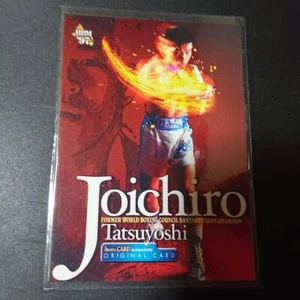 BBM
'97
Joichiro
FORMER WORLD BOXING COUNCIL BANTAMWEIGHT CHAMPION
Tatsuyoshi
Sports CARD MAGAZINE
ORIGINAL CARD